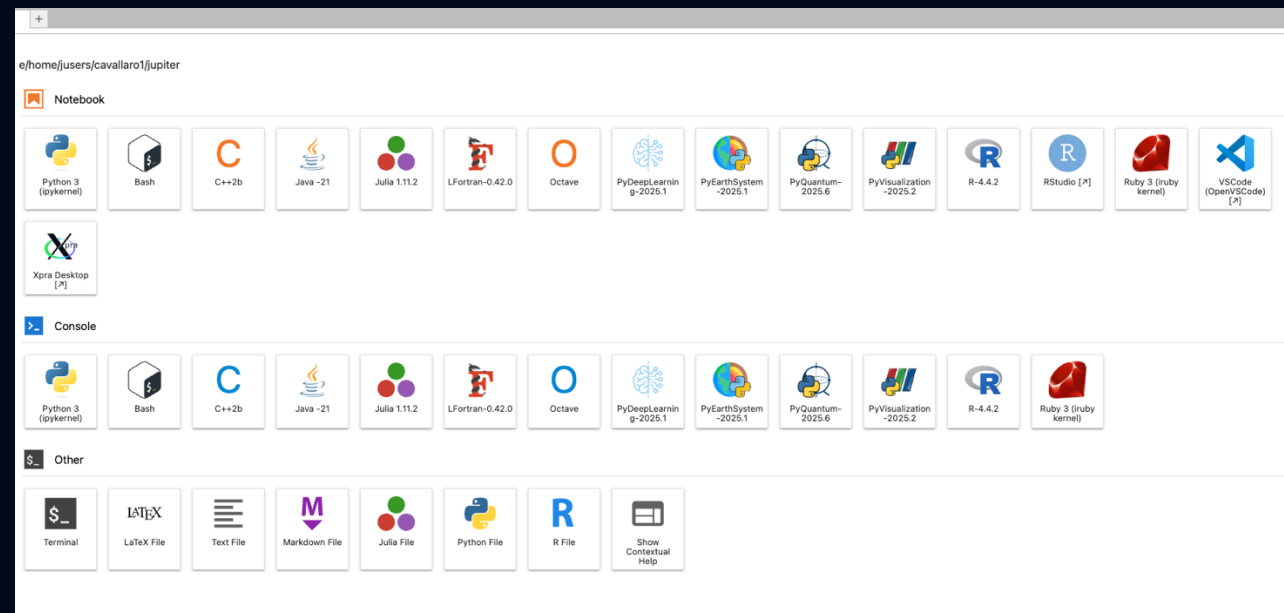 +
e/home/jusers/cavallaro1/jupiter
Notebook
Python 3
(ipykernel)
$_
Bash
C
C++2b
Java -21
Julia 1.11.2
F
LFortran-0.42.0
O
Octave
PyDeepLearnin
g-2025.1
PyEarthSystem
-2025.1
PyQuantum-
2025.6
PyVisualization
-2025.2
R
R-4.4.2
R
RStudio [↗]
Ruby 3 (iruby
kernel)
VSCode
(OpenVSCode)
[↗]
Xpra
Xpra Desktop
[↗]
>_ Console
Python 3
(ipykernel)
$_
Bash
C
C++2b
Java -21
Julia 1.11.2
F
LFortran-0.42.0
O
Octave
PyDeepLearnin
g-2025.1
PyEarthSystem
-2025.1
PyQuantum-
2025.6
PyVisualization
-2025.2
R
R-4.4.2
Ruby 3 (iruby
kernel)
$_ Other
$_
Terminal
LATEX
LaTeX File
Text File
M
Markdown File
Julia File
Python File
R
R File
Show
Contextual
Help